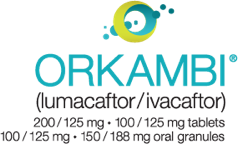 ORKAMBI®
(lumacaftor/ivacaftor)
200/125 mg • 100/125 mg tablets
100/125 mg • 150/188 mg oral granules